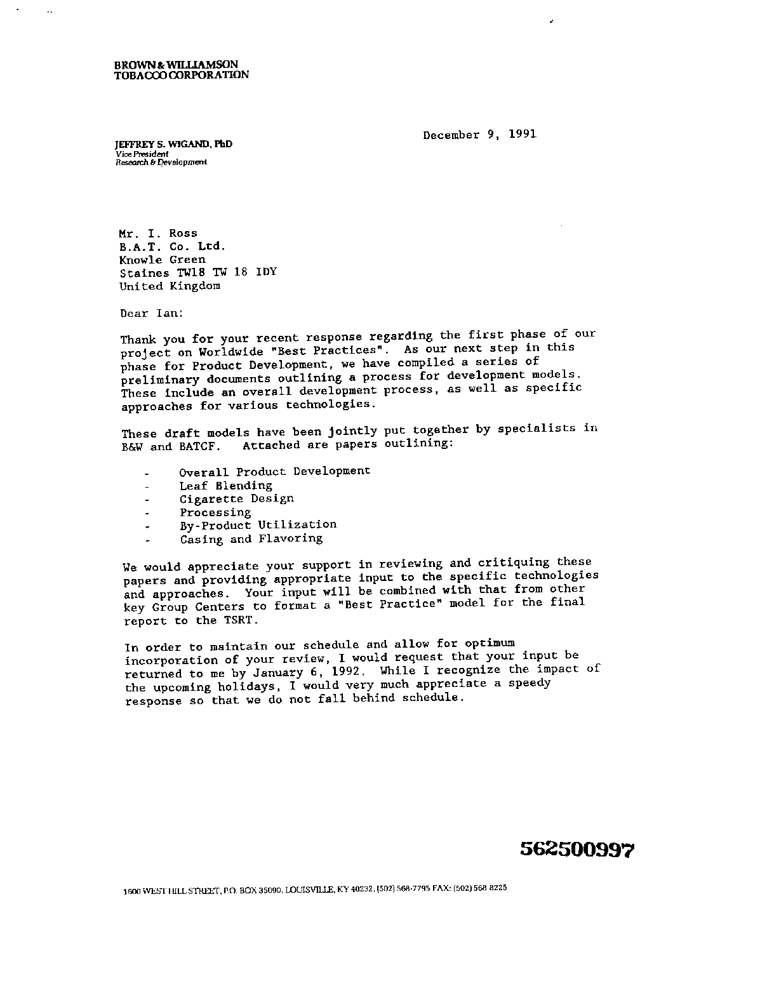 BROWN & WILLIAMSON
TOBACCO CORPORATION
December 9, 1991
JEFFREY S. WIGAND, PhD
Vice President
Research & Development
Mr. I. Ross
B.A.T. Co. Ltd.
Knowle Green
Staines TW18 TW 18 IDY
United Kingdom
Dear Ian:
Thank you for your recent response regarding the first phase of our
project on Worldwide "Best Practices". As our next step in this
phase for Product Development, we have compiled a series of
preliminary documents outlining a process for development models.
These include an overall development process, as well as specific
approaches for various technologies.
These draft models have been jointly put together by specialists in
B&W and BATCF. Attached are papers outlining:
- Overall Product Development
- Leaf Blending
- Cigarette Design
- Processing
- By-Product Utilization
- Casing and Flavoring
We would appreciate your support in reviewing and critiquing these
papers and providing appropriate input to the specific technologies
and approaches. Your input will be combined with that from other
key Group Centers to format a "Best Practice" model for the final
report to the TSRT.
In order to maintain our schedule and allow for optimum
incorporation of your review, I would request that your input be
returned to me by January 6, 1992. While I recognize the impact of
the upcoming holidays, I would very much appreciate a speedy
response so that we do not fall behind schedule.
562500997
1600 WEST HILL STREET, P.O. BOX 35090, LOUISVILLE, KY 40232, (502) 568-7795 FAX: (502) 568 8225